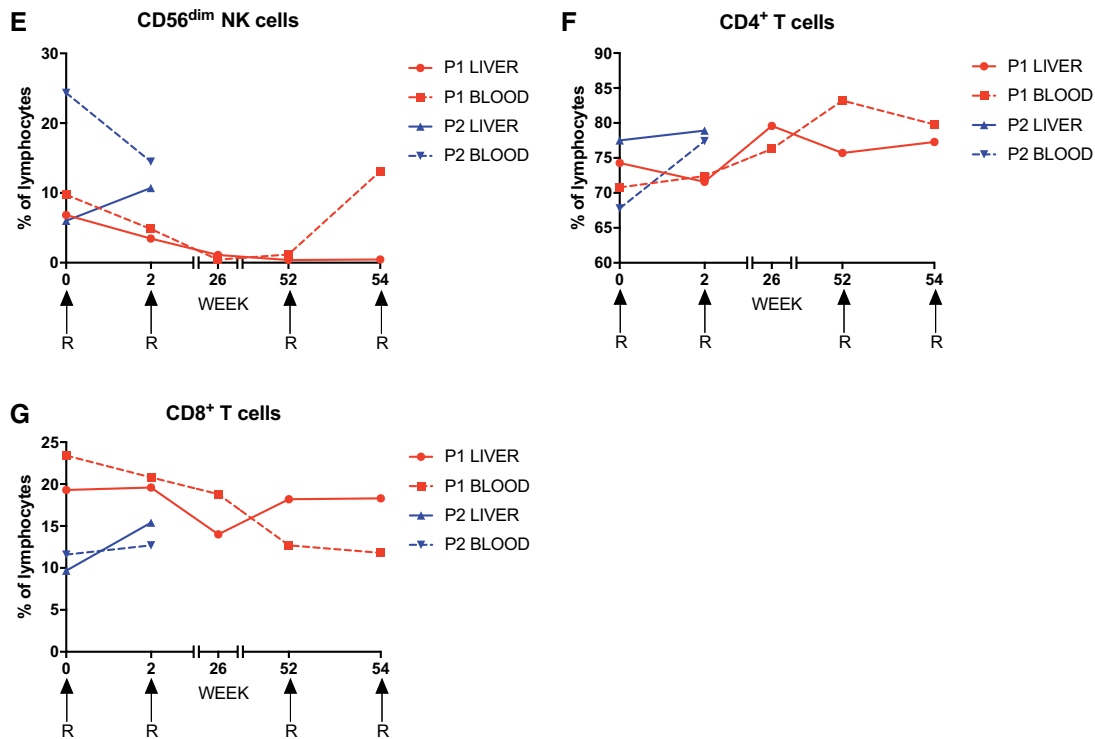 E
CD56dim NK cells
% of lymphocytes
30
20
10
0
0 2 26 52 54
WEEK
R R R R
P1 LIVER
P1 BLOOD
P2 LIVER
P2 BLOOD
F
CD4+ T cells
% of lymphocytes
90
85
80
75
70
65
60
0 2 26 52 54
WEEK
R R R R
P1 LIVER
P1 BLOOD
P2 LIVER
P2 BLOOD
G
CD8+ T cells
% of lymphocytes
25
20
15
10
5
0
0 2 26 52 54
WEEK
R R R R
P1 LIVER
P1 BLOOD
P2 LIVER
P2 BLOOD